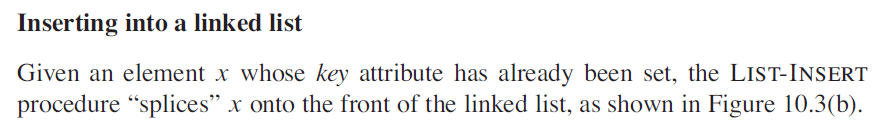 Inserting into a linked list
Given an element x whose key attribute has already been set, the LIST-INSERT
procedure “splices” x onto the front of the linked list, as shown in Figure 10.3(b).